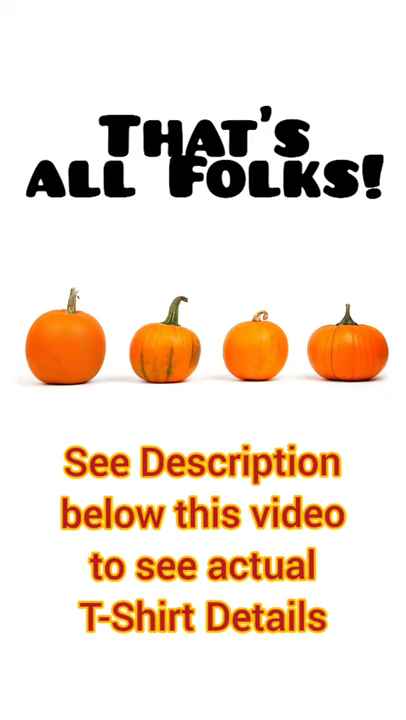 That's
all Folks!
See Description
below this video
to see actual
T-Shirt Details